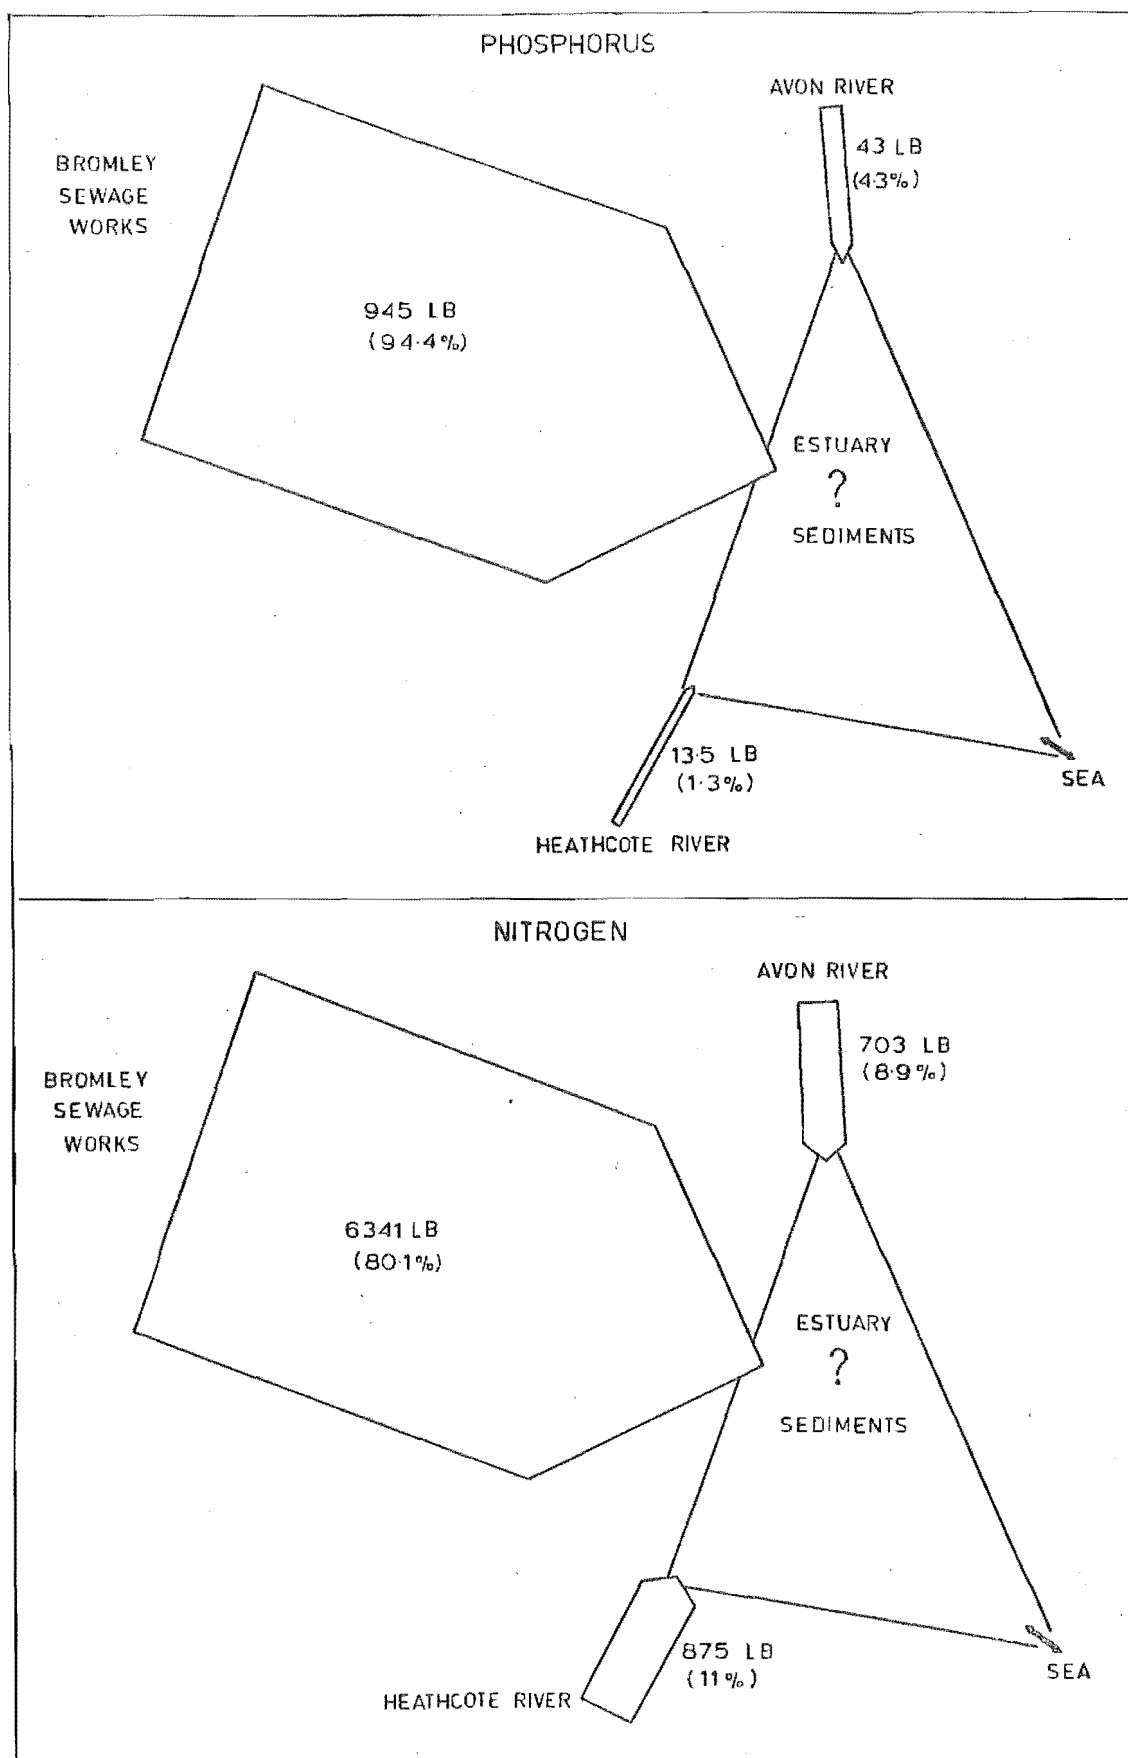 PHOSPHORUS
AVON RIVER
43 LB
(4·3%)
BROMLEY
SEWAGE
WORKS
945 LB
(94·4%)
ESTUARY
?
SEDIMENTS
13·5 LB
(1·3%)
SEA
HEATHCOTE RIVER
NITROGEN
AVON RIVER
703 LB
(8·9%)
BROMLEY
SEWAGE
WORKS
6341 LB
(80·1%)
ESTUARY
?
SEDIMENTS
875 LB
(11%)
SEA
HEATHCOTE RIVER